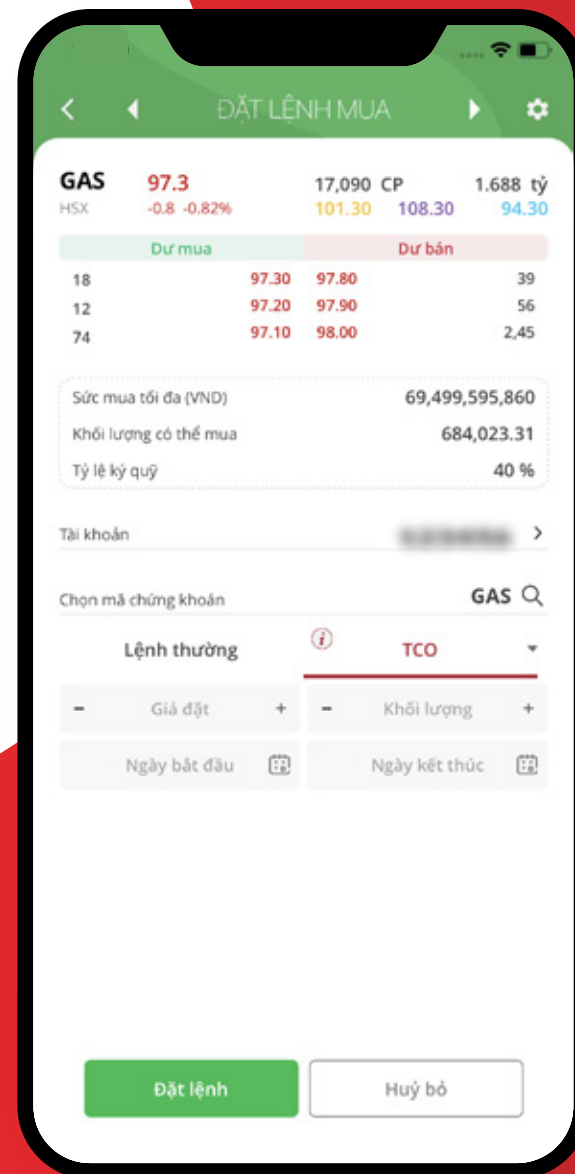 ĐẶT LỆNH MUA
GAS 97.3 17,090 CP 1.688 tỷ
HSX -0.8 -0.82% 101.30 108.30 94.30
Dư mua Dư bán
18 97.30 97.80 39
12 97.20 97.90 56
74 97.10 98.00 2,45
Sức mua tối đa (VND) 69,499,595,860
Khối lượng có thể mua 684,023.31
Tỷ lệ ký quỹ 40 %
Tài khoản
Chọn mã chứng khoán GAS
Lệnh thường i TCO
- Giá đặt + - Khối lượng +
Ngày bắt đầu Ngày kết thúc
Đặt lệnh Huỷ bỏ